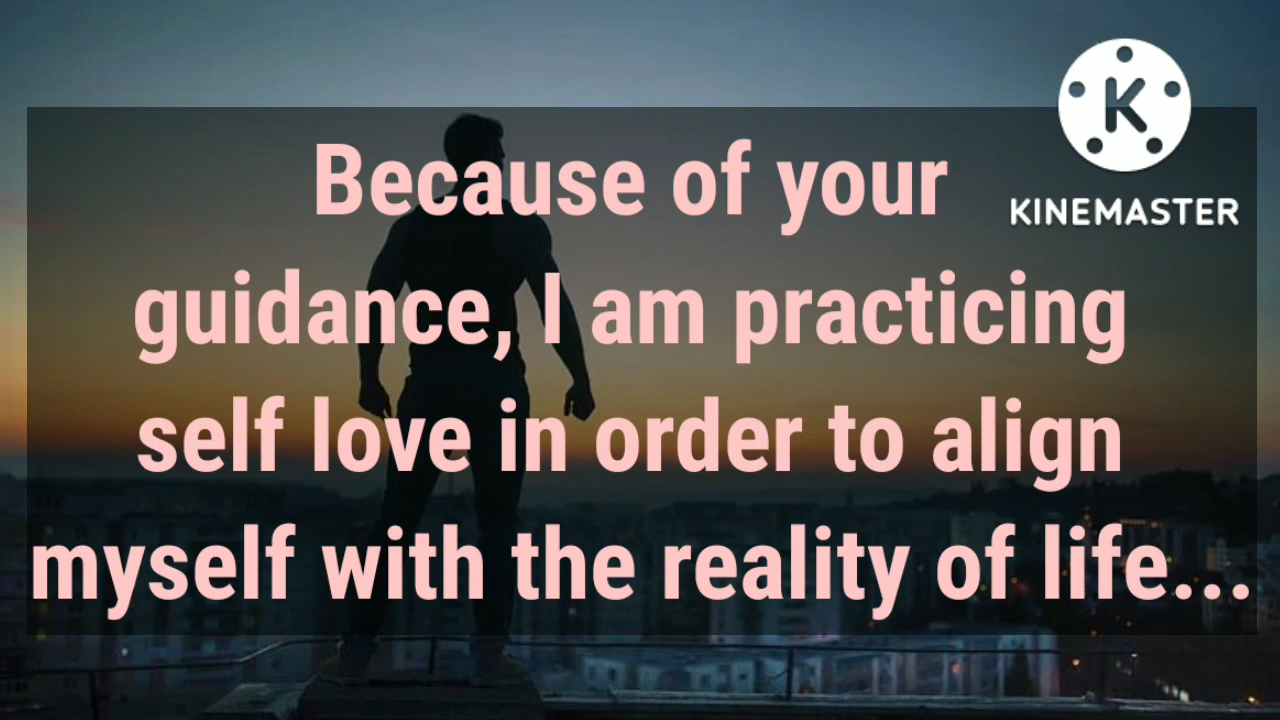 Because of your
guidance, I am practicing
self love in order to align
myself with the reality of life...
K
KINEMASTER